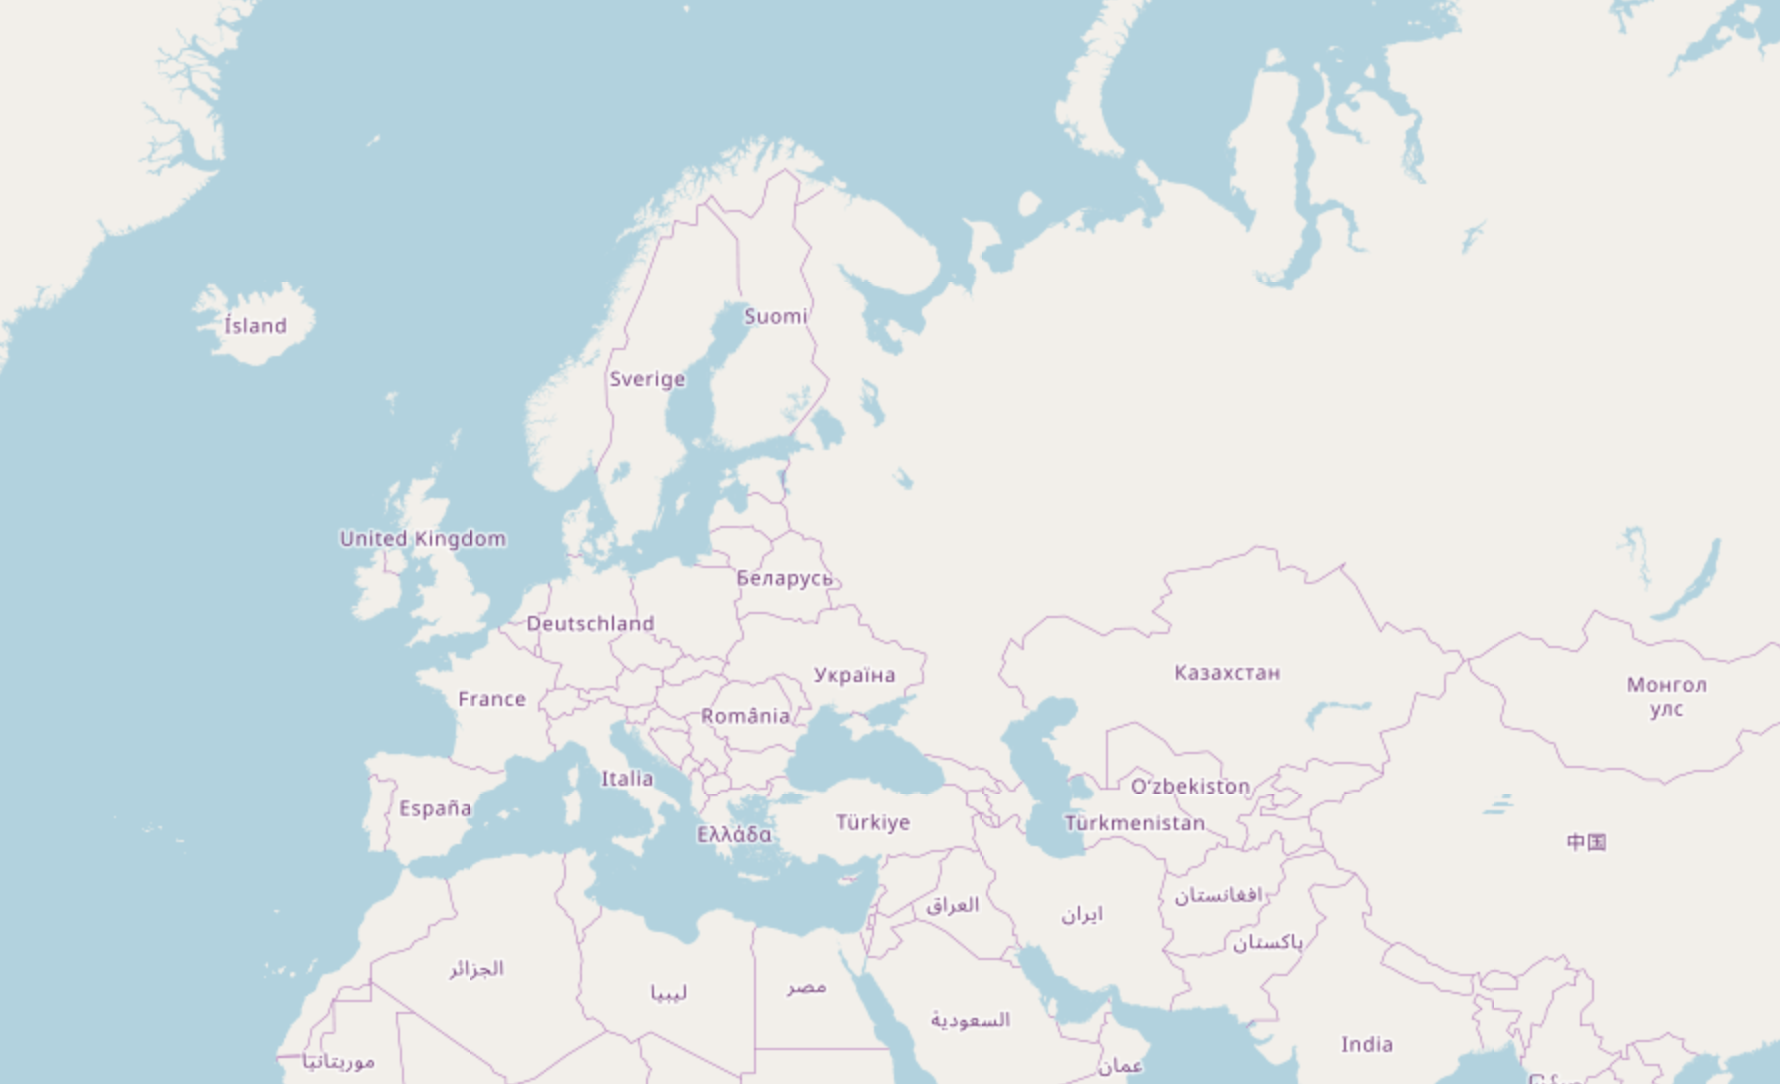 Suomi
Ísland
Sverige
United Kingdom
Беларусь
Deutschland
Україна
Казахстан
France
România
Монгол
улс
Italia
O‘zbekiston
España
Türkiye
Türkmenistan
Ελλάδα
中国
افغانستان
العراق
ایران
پاکستان
الجزائر
ليبيا
مصر
السعودية
India
موريتانيا
عمان